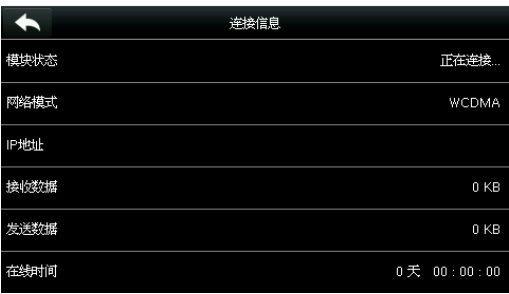 连接信息
模块状态 正在连接...
网络模式 WCDMA
IP地址
接收数据 0 KB
发送数据 0 KB
在线时间 0 天 00 : 00 : 00